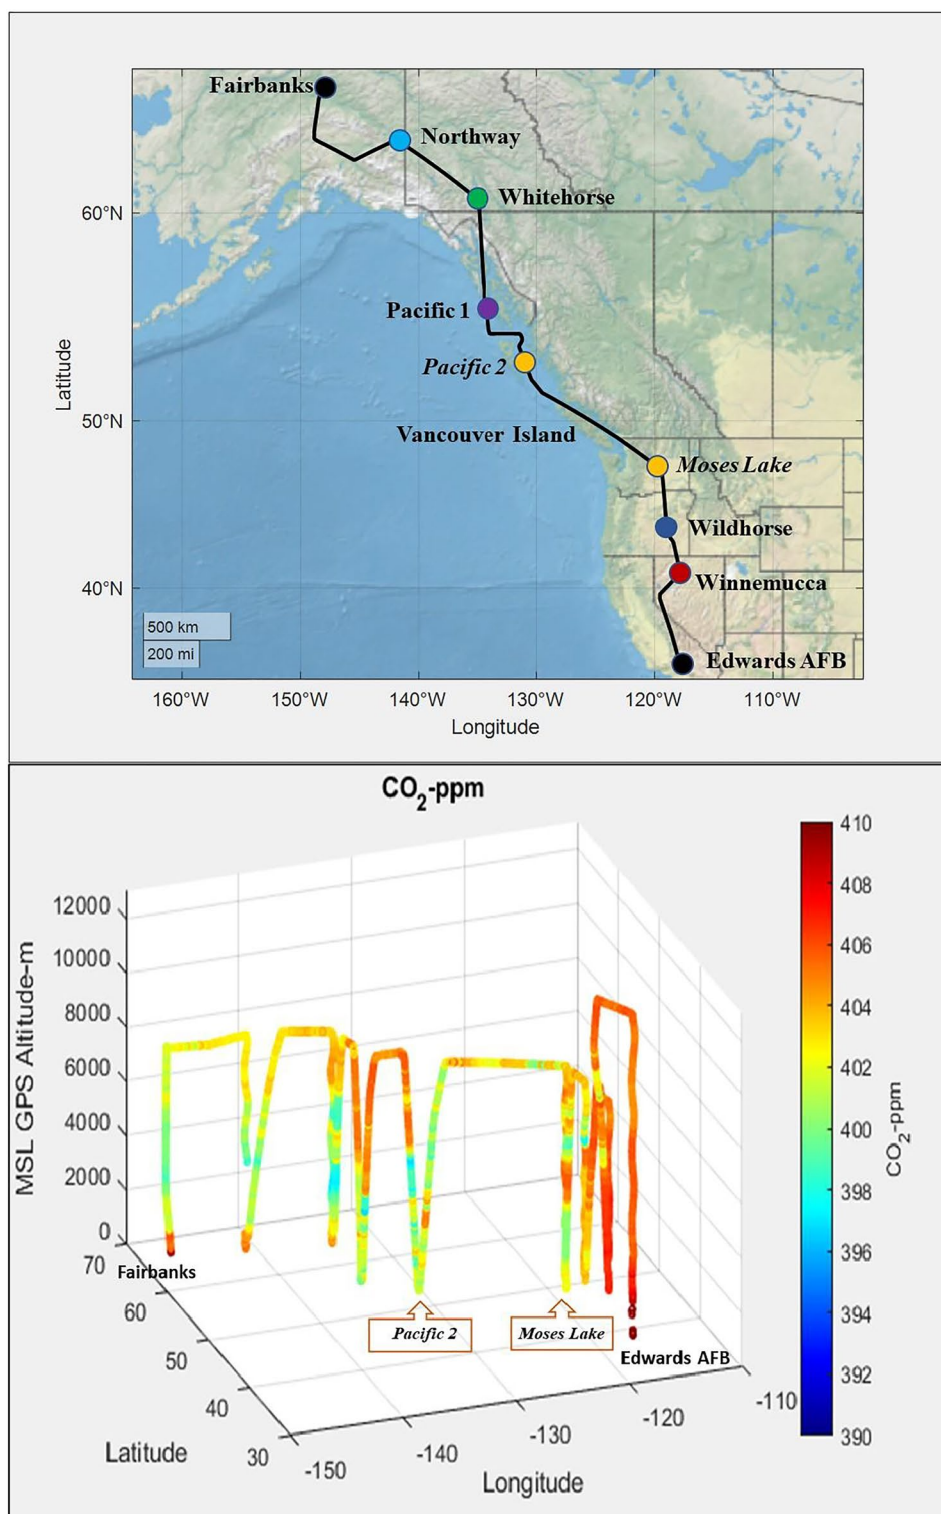 Fairbanks
Northway
Whitehorse
60°N
Pacific 1
Pacific 2
Latitude
50°N
Vancouver Island
Moses Lake
Wildhorse
Winnemucca
40°N
500 km
200 mi
Edwards AFB
160°W 150°W 140°W 130°W 120°W 110°W
Longitude
CO2-ppm
410
12000
408
10000
406
8000
404
6000
402
4000
400
2000
398
0
396
70
394
60
392
50
390
40
30
MSL GPS Altitude-m
CO2-ppm
Fairbanks
Pacific 2
Moses Lake
Edwards AFB
-110
-120
-130
-140
-150
Latitude
Longitude